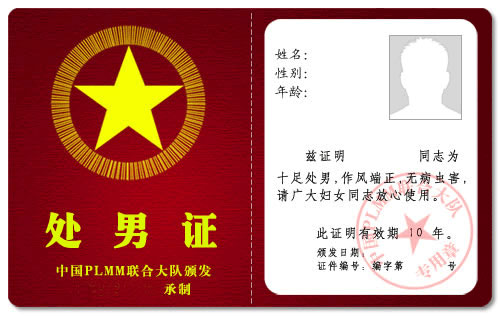 处男证
中国PLMM联合大队颁发
承制
姓名：
性别：
年龄：
兹证明 同志为
十足处男，作风端正，无病虫害，
请广大妇女同志放心使用。
此证明有效期 10 年。
颁发日期：
证件编号：编字第 号
中国PLMM联合大队
专用章